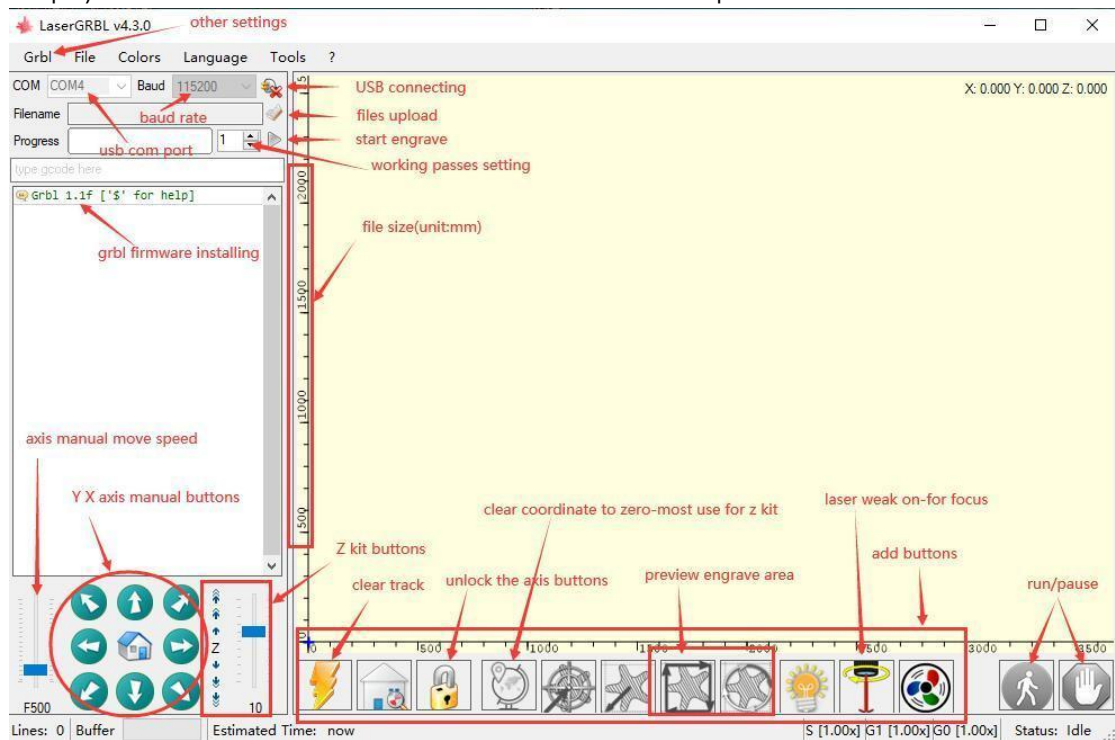 LaserGRBL v4.3.0
other settings
Grbl File Colors Language Tools ?
COM COM4 Baud 115200
USB connecting
X: 0.000 Y: 0.000 Z: 0.000
Filename
baud rate
files upload
Progress
1
start engrave
usb com port
working passes setting
type gcode here
Grbl 1.1f ['$' for help]
2000
file size(unit:mm)
grbl firmware installing
1500
1000
axis manual move speed
Y X axis manual buttons
laser weak on-for focus
clear coordinate to zero-most use for z kit
500
Z kit buttons
add buttons
clear track
unlock the axis buttons
preview engrave area
run/pause
Z
0 500 1000 1500 2000 2500 3000 3500
F500
10
Lines: 0 Buffer Estimated Time: now
S [1.00x] G1 [1.00x] G0 [1.00x] Status: Idle